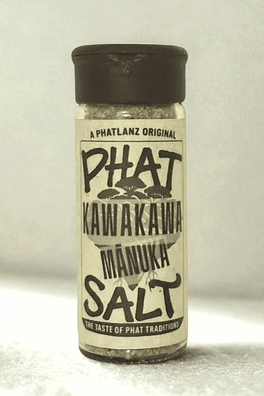 A PHATLANZ ORIGINAL
PHAT
KAWAKAWA
MĀNUKA
SALT
THE TASTE OF PHAT TRADITIONS